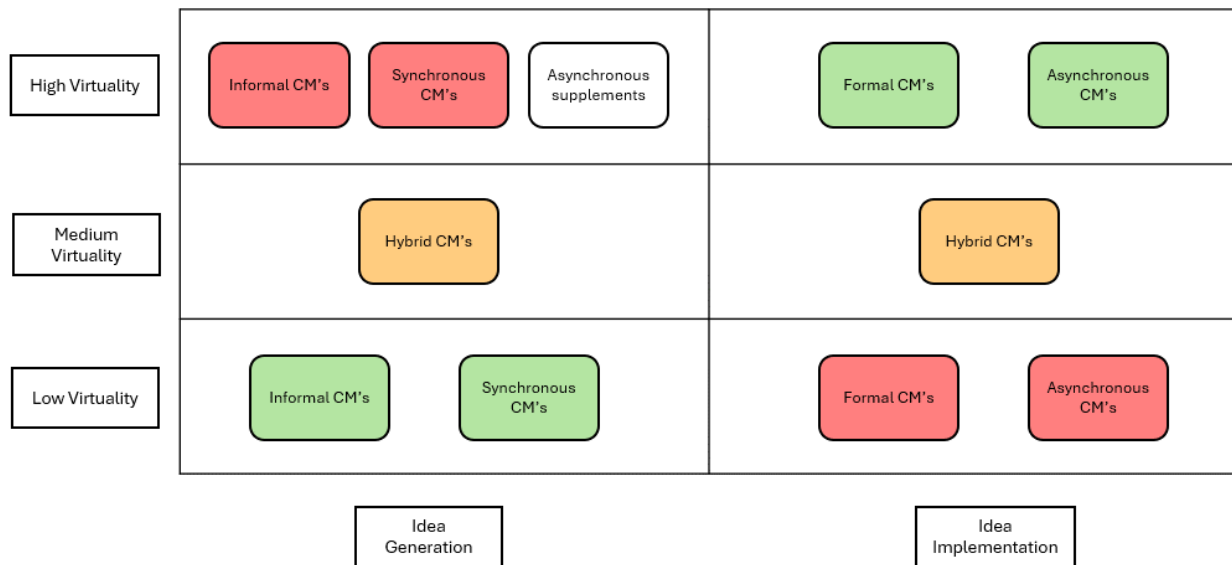 High Virtuality
Informal CM's
Synchronous
CM's
Asynchronous
supplements
Formal CM's
Asynchronous
CM's
Medium
Virtuality
Hybrid CM's
Hybrid CM's
Low Virtuality
Informal CM's
Synchronous
CM's
Formal CM's
Asynchronous
CM's
Idea
Generation
Idea
Implementation